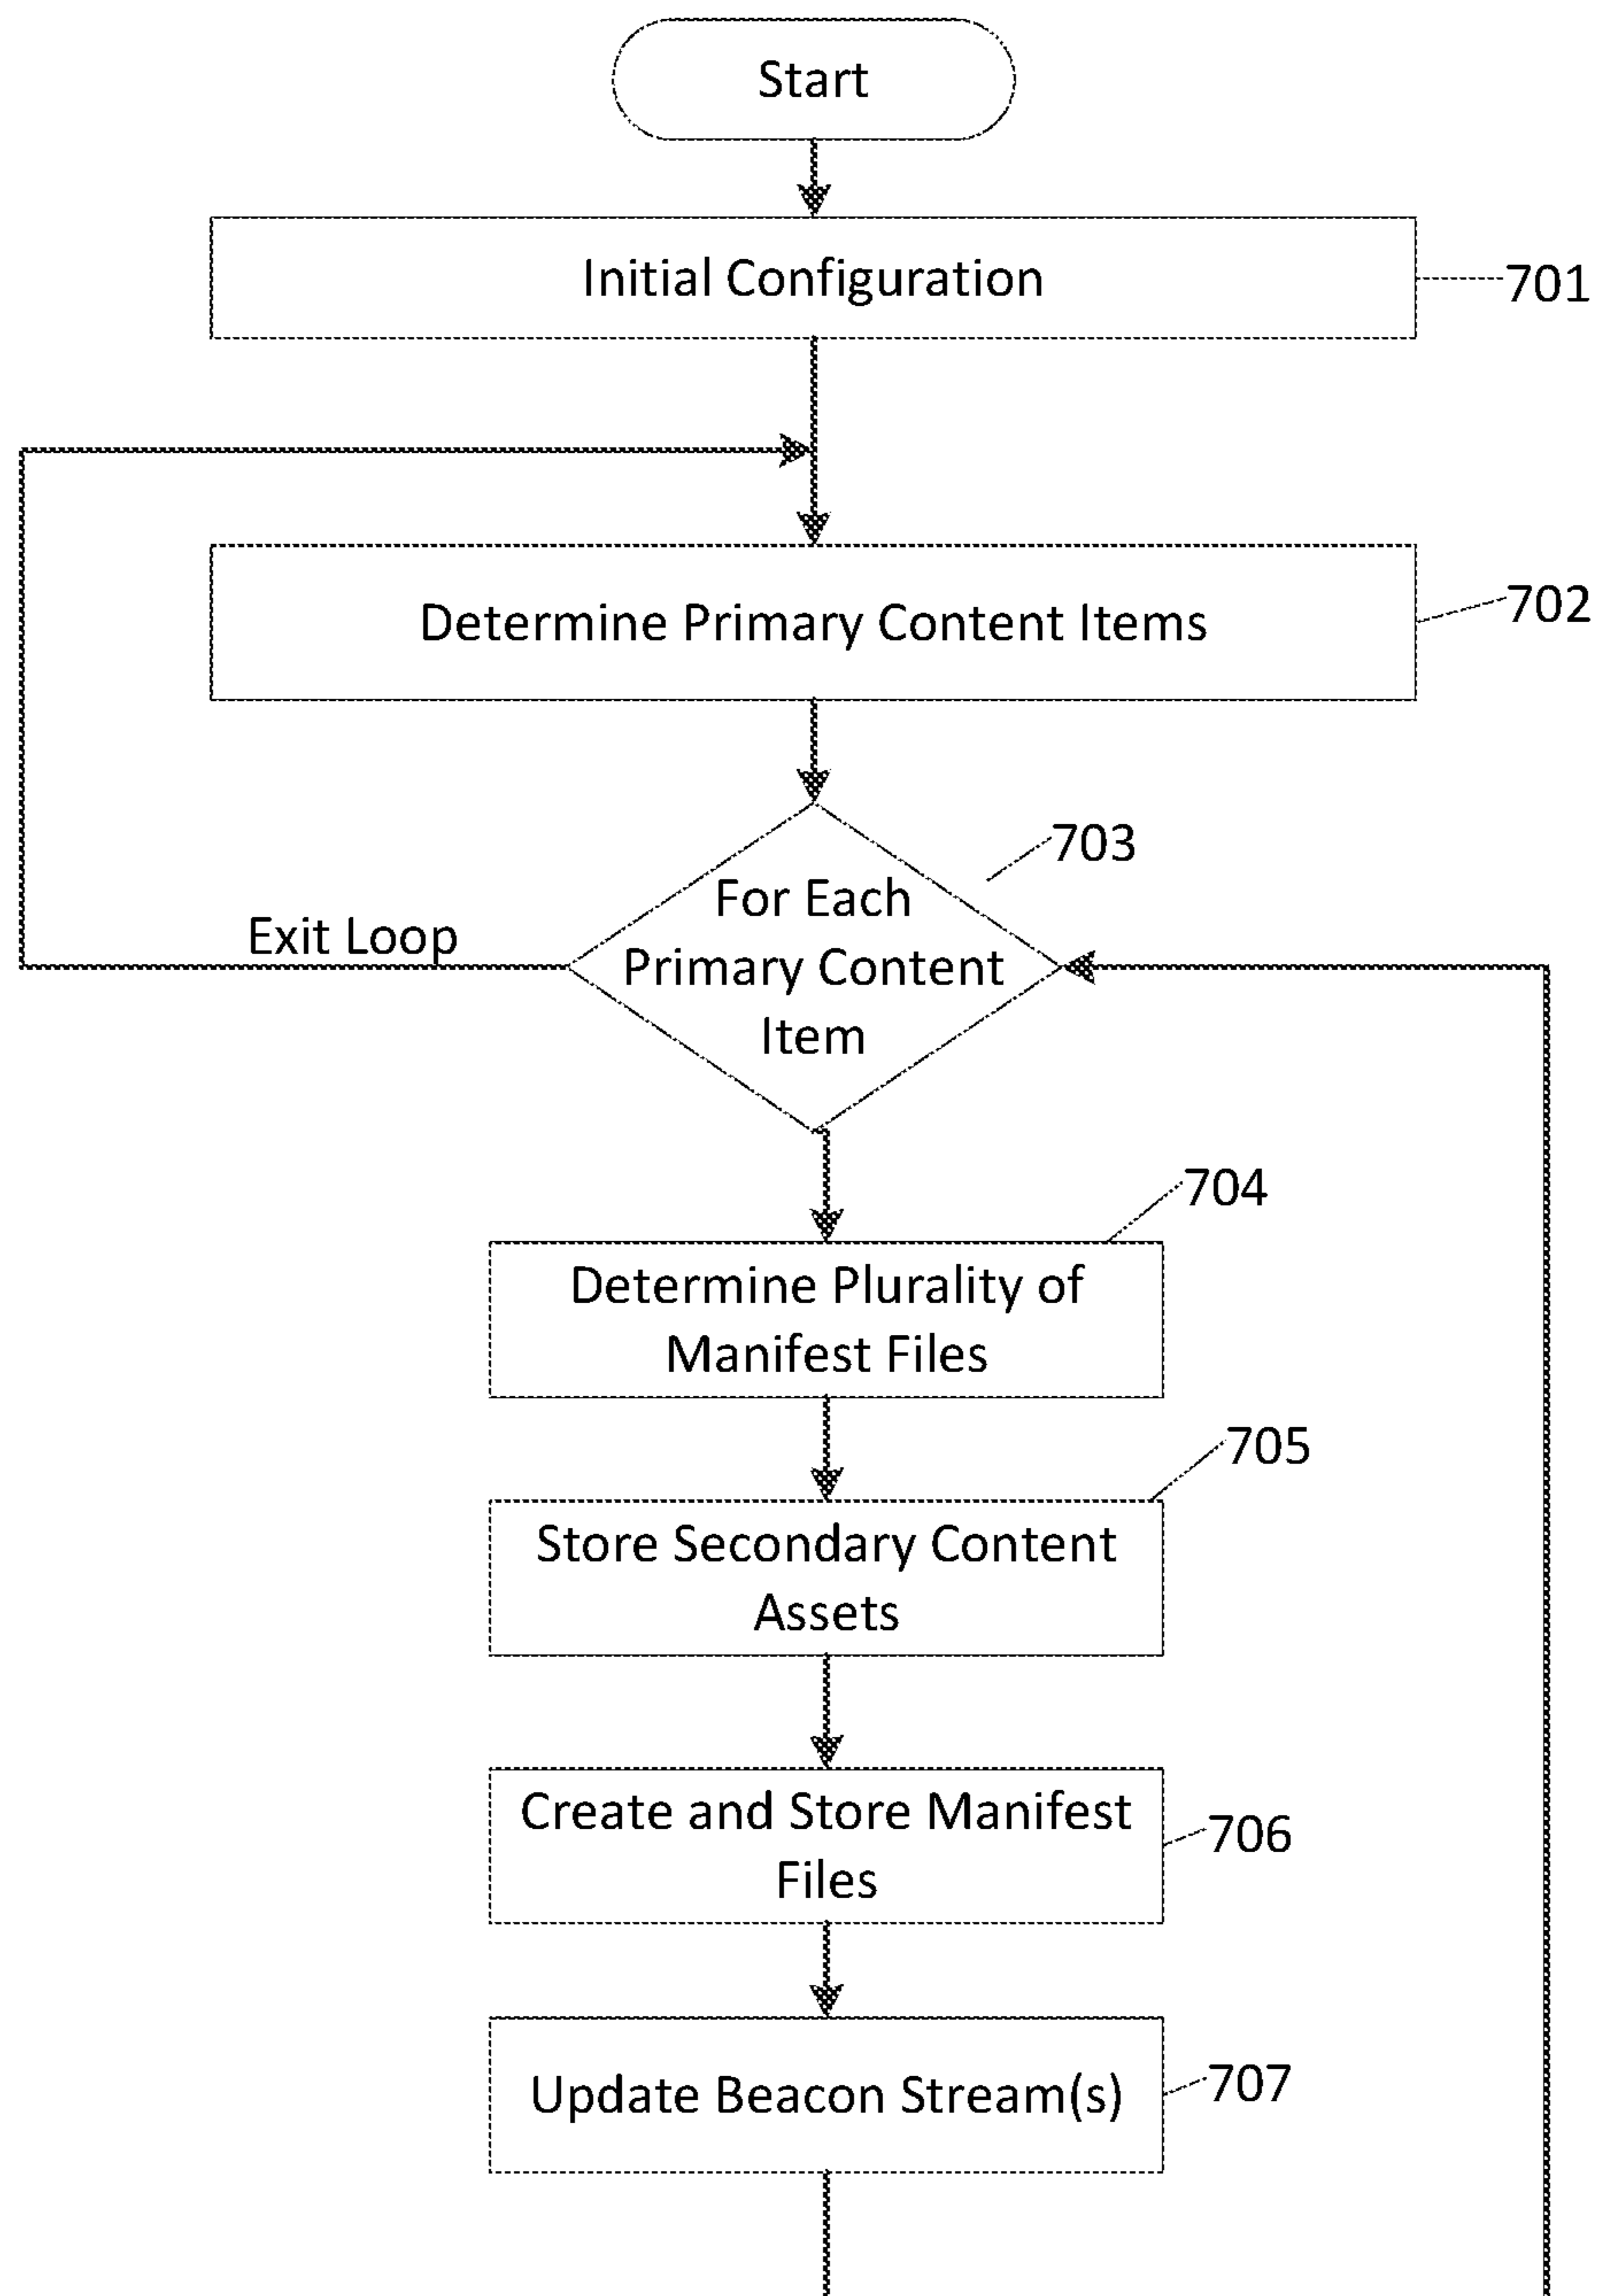 Start
Initial Configuration
701
Determine Primary Content Items
702
703
For Each
Primary Content
Item
Exit Loop
704
Determine Plurality of
Manifest Files
705
Store Secondary Content
Assets
Create and Store Manifest
Files
706
Update Beacon Stream(s)
707